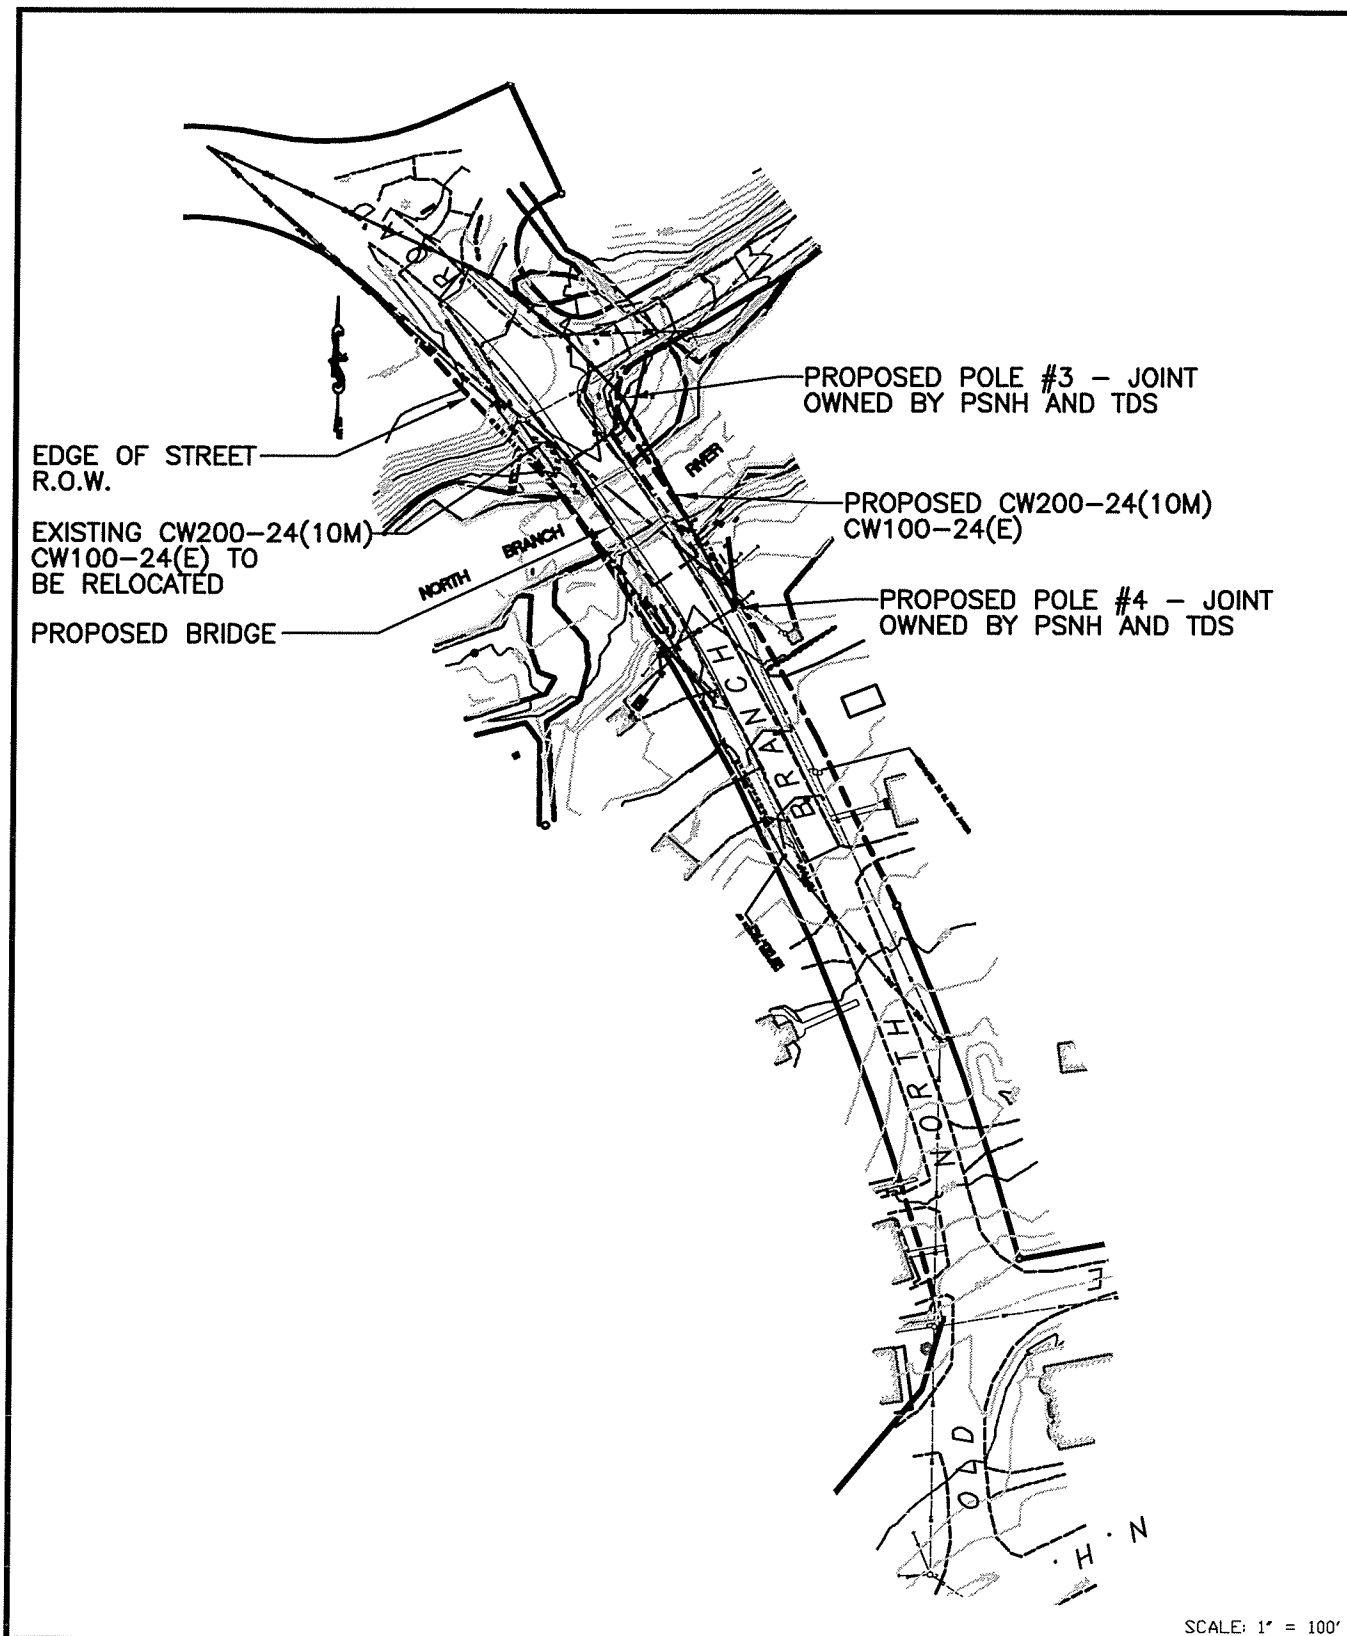 PROPOSED POLE #3 – JOINT
OWNED BY PSNH AND TDS
EDGE OF STREET
R.O.W.
RIVER
PROPOSED CW200–24(10M)
CW100–24(E)
EXISTING CW200–24(10M)
CW100–24(E) TO
BE RELOCATED
NORTH BRANCH
PROPOSED POLE #4 – JOINT
OWNED BY PSNH AND TDS
PROPOSED BRIDGE
OLD NORTH BRANCH ROAD
N·H·
SCALE: 1" = 100'